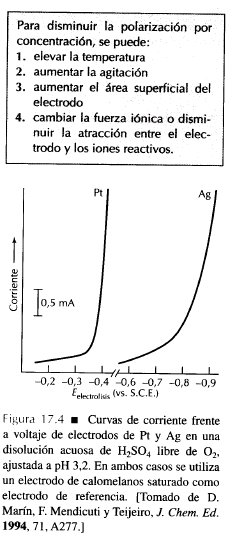 Para disminuir la polarización por
concentración, se puede:
1. elevar la temperatura
2. aumentar la agitación
3. aumentar el área superficial del
electrodo
4. cambiar la fuerza iónica o dismi-
nuir la atracción entre el elec-
trodo y los iones reactivos.
Pt
Ag
Corriente
0,5 mA
-0,2 -0,3 -0,4 -0,6 -0,7 -0,8 -0,9
Eelectrólisis (vs. S.C.E.)
Figura 17.4 ■ Curvas de corriente frente
a voltaje de electrodos de Pt y Ag en una
disolución acuosa de H₂SO₄ libre de O₂,
ajustada a pH 3,2. En ambos casos se utiliza
un electrodo de calomelanos saturado como
electrodo de referencia. [Tomado de D.
Marín, F. Mendicuti y Teijeiro, J. Chem. Ed.
1994, 71, A277.]